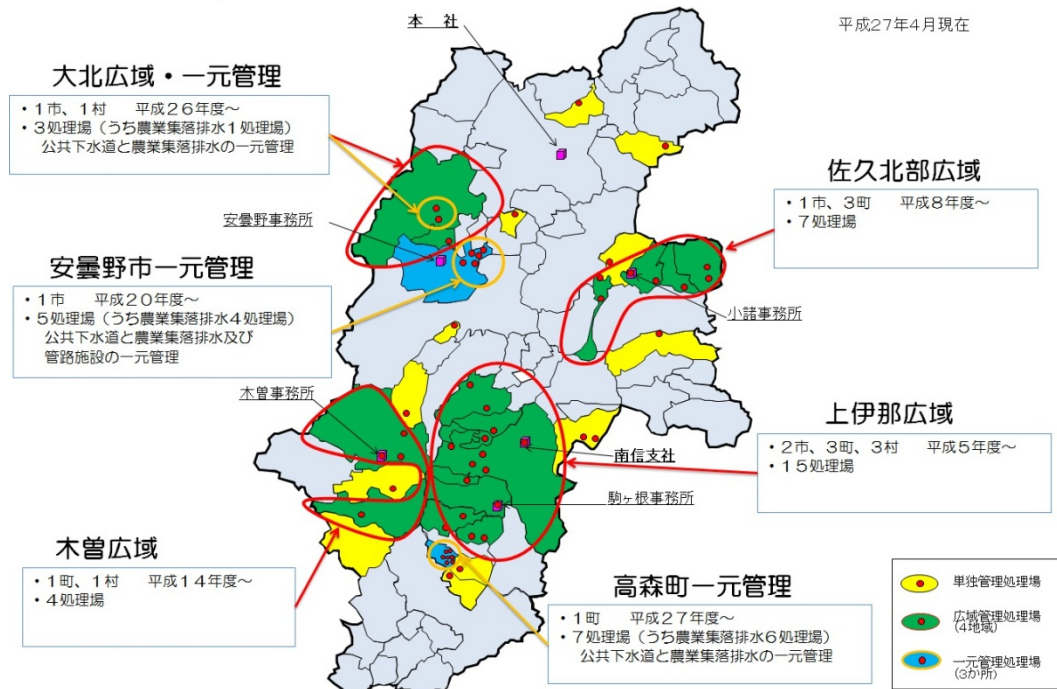 本 社
平成27年4月現在
大北広域・一元管理
・1市、1村 平成26年度～
・3処理場（うち農業集落排水1処理場）
公共下水道と農業集落排水の一元管理
佐久北部広域
・1市、3町 平成8年度～
・7処理場
安曇野事務所
安曇野市一元管理
・1市 平成20年度～
・5処理場（うち農業集落排水4処理場）
公共下水道と農業集落排水及び
管路施設の一元管理
小諸事務所
木曽事務所
上伊那広域
・2市、3町、3村 平成5年度～
・15処理場
南信支社
駒ヶ根事務所
木曽広域
・1町、1村 平成14年度～
・4処理場
高森町一元管理
・1町 平成27年度～
・7処理場（うち農業集落排水6処理場）
公共下水道と農業集落排水の一元管理
単独管理処理場
広域管理処理場
(4地域)
一元管理処理場
(3か所)